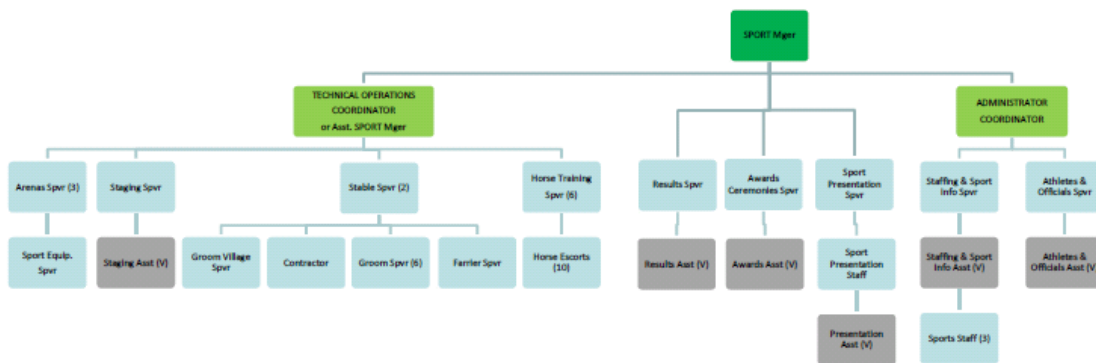 SPORT Mger
TECHNICAL OPERATIONS
COORDINATOR
or Asst. SPORT Mger
ADMINISTRATOR
COORDINATOR
Arenas Spvr (3)
Staging Spvr
Stable Spvr (2)
Horse Training
Spvr (6)
Results Spvr
Awards
Ceremonies Spvr
Sport
Presentation
Spvr
Staffing & Sport
Info Spvr
Athletes &
Officials Spvr
Sport Equip.
Spvr
Staging Asst (V)
Groom Village
Spvr
Contractor
Groom Spvr (6)
Farrier Spvr
Horse Escorts
(10)
Results Asst (V)
Awards Asst (V)
Sport
Presentation
Staff
Staffing & Sport
Info Asst (V)
Athletes &
Officials Asst (V)
Presentation
Asst (V)
Sports Staff (3)